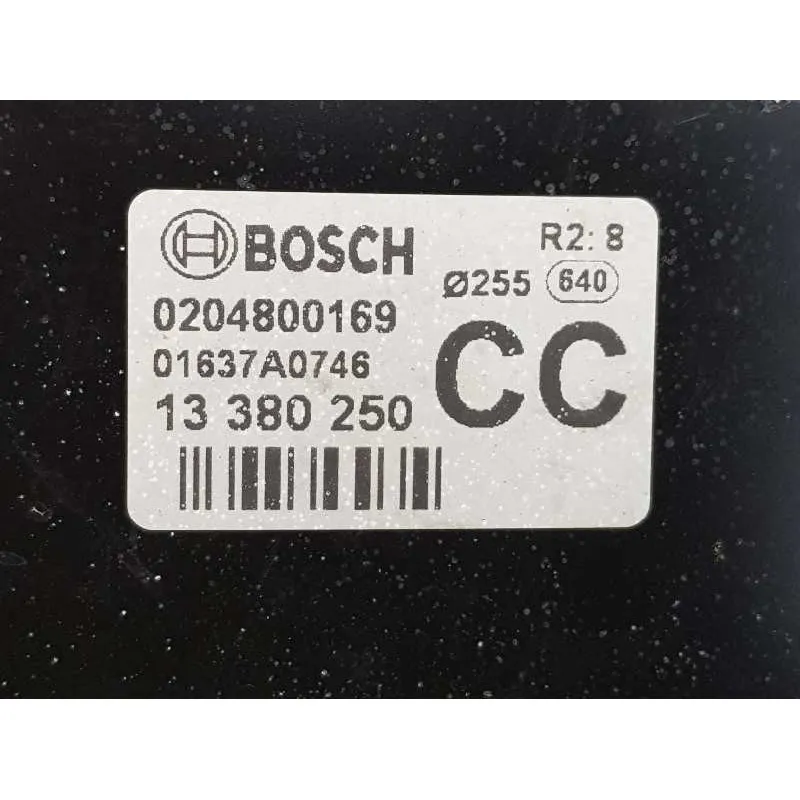 BOSCH
R2: 8
Ø255 640
0204800169
01637A0746
13 380 250
CC